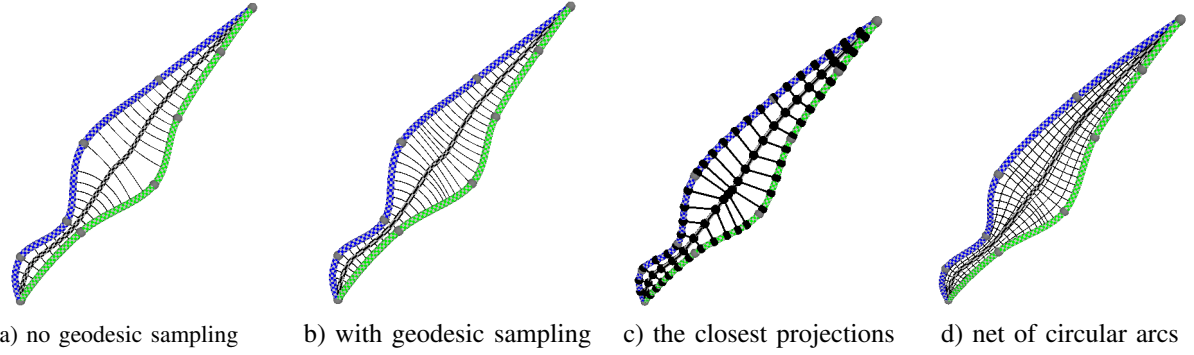 a) no geodesic sampling b) with geodesic sampling c) the closest projections d) net of circular arcs